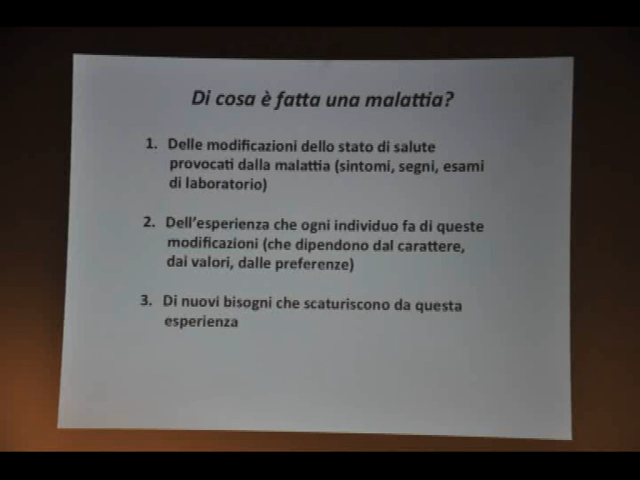 Di cosa è fatta una malattia?
1. Delle modificazioni dello stato di salute
provocati dalla malattia (sintomi, segni, esami
di laboratorio)
2. Dell'esperienza che ogni individuo fa di queste
modificazioni (che dipendono dal carattere,
dai valori, dalle preferenze)
3. Di nuovi bisogni che scaturiscono da questa
esperienza